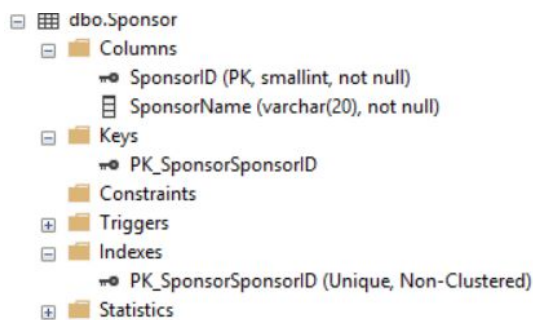 dbo.Sponsor
Columns
SponsorID (PK, smallint, not null)
SponsorName (varchar(20), not null)
Keys
PK_SponsorSponsorID
Constraints
Triggers
Indexes
PK_SponsorSponsorID (Unique, Non-Clustered)
Statistics